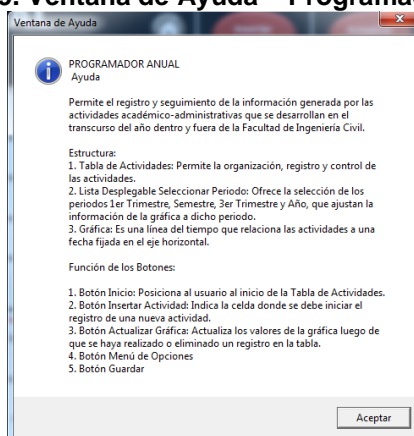 Ventana de Ayuda Programa
Ventana de Ayuda
PROGRAMADOR ANUAL
Ayuda
Permite el registro y seguimiento de la información generada por las
actividades académico-administrativas que se desarrollan en el
transcurso del año dentro y fuera de la Facultad de Ingeniería Civil.
Estructura:
1. Tabla de Actividades: Permite la organización, registro y control de
las actividades.
2. Lista Desplegable Seleccionar Periodo: Ofrece la selección de los
periodos 1er Trimestre, Semestre, 3er Trimestre y Año, que ajustan la
información de la gráfica a dicho periodo.
3. Gráfica: Es una línea del tiempo que relaciona las actividades a una
fecha fijada en el eje horizontal.
Función de los Botones:
1. Botón Inicio: Posiciona al usuario al inicio de la Tabla de Actividades.
2. Botón Insertar Actividad: Indica la celda donde se debe iniciar el
registro de una nueva actividad.
3. Botón Actualizar Gráfica: Actualiza los valores de la gráfica luego de
que se haya realizado o eliminado un registro en la tabla.
4. Botón Menú de Opciones
5. Botón Guardar
Aceptar